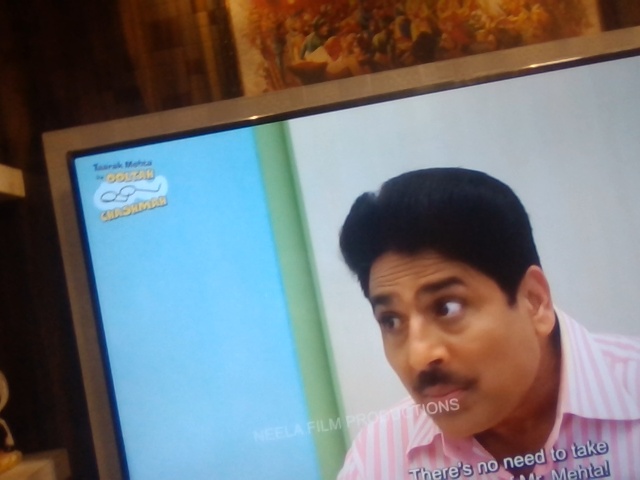 Taarak Mehta
Ka OOLTAH
CHASHMAH
NEELA FILM PRODUCTIONS
There's no need to take
Mr. Mehta!